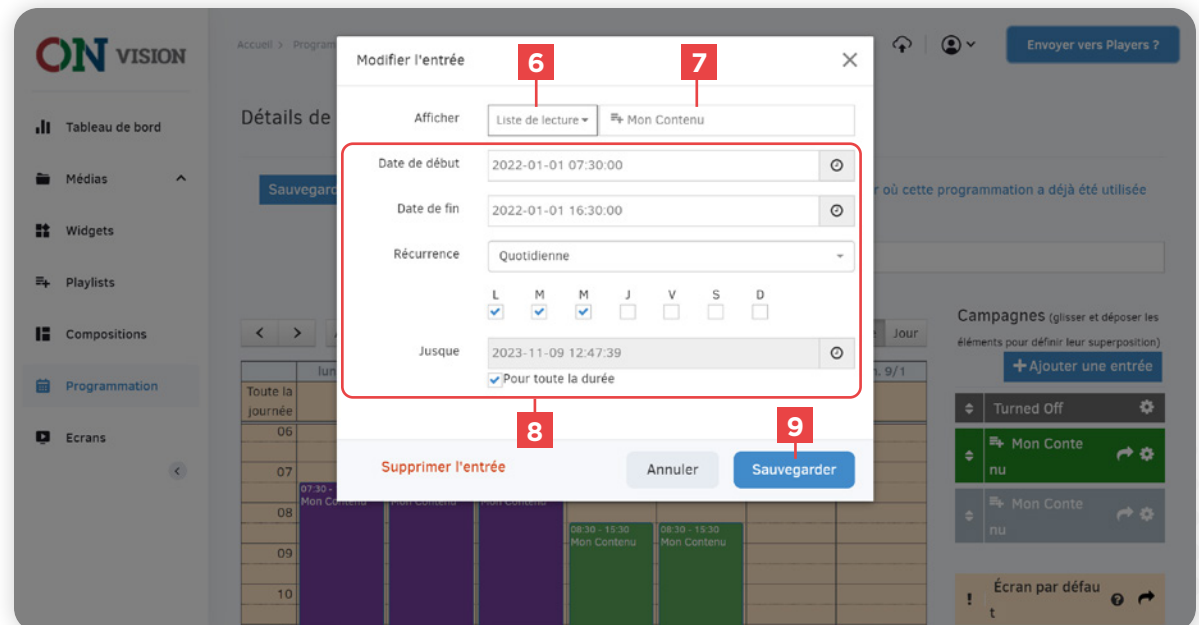 ON VISION
Accueil > Program
Envoyer vers Players ?
Modifier l'entrée
6
7
Tableau de bord
Médias
Widgets
Playlists
Compositions
Programmation
Ecrans
Détails de
Sauvegard
r où cette programmation a déjà été utilisée
Afficher
Liste de lecture
Mon Contenu
Date de début
2022-01-01 07:30:00
Date de fin
2022-01-01 16:30:00
Récurrence
Quotidienne
L M M J V S D
Jusque
2023-11-09 12:47:39
Pour toute la durée
8
9
Supprimer l'entrée
Annuler
Sauvegarder
Jour
lun
n. 9/1
Toute la
journée
06
07
08
09
10
07:30 -
Mon Contenu
Mon Contenu
Mon Contenu
08:30 - 15:30
Mon Contenu
08:30 - 15:30
Mon Contenu
Campagnes (glisser et déposer les
éléments pour définir leur superposition)
+Ajouter une entrée
Turned Off
Mon Conte
nu
Mon Conte
nu
! Écran par défau
t